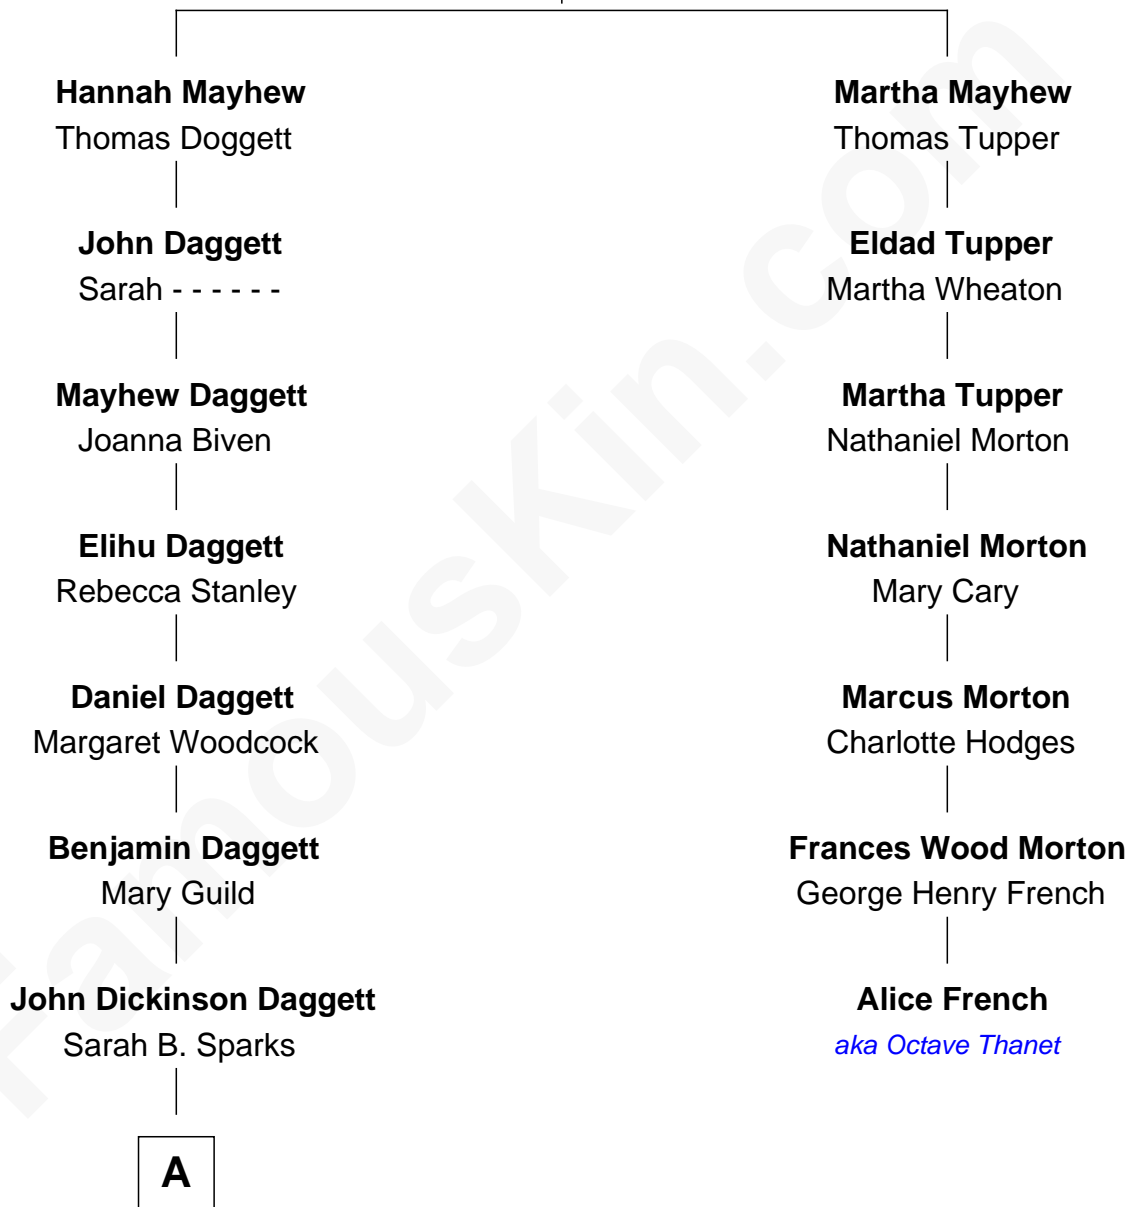 Hannah Mayhew
Thomas Doggett
Martha Mayhew
Thomas Tupper
John Daggett
Sarah - - - - - -
Eldad Tupper
Martha Wheaton
Mayhew Daggett
Joanna Biven
Martha Tupper
Nathaniel Morton
Elihu Daggett
Rebecca Stanley
Nathaniel Morton
Mary Cary
Daniel Daggett
Margaret Woodcock
Marcus Morton
Charlotte Hodges
Benjamin Daggett
Mary Guild
Frances Wood Morton
George Henry French
John Dickinson Daggett
Sarah B. Sparks
Alice French
aka Octave Thanet
A
FamousKin.com